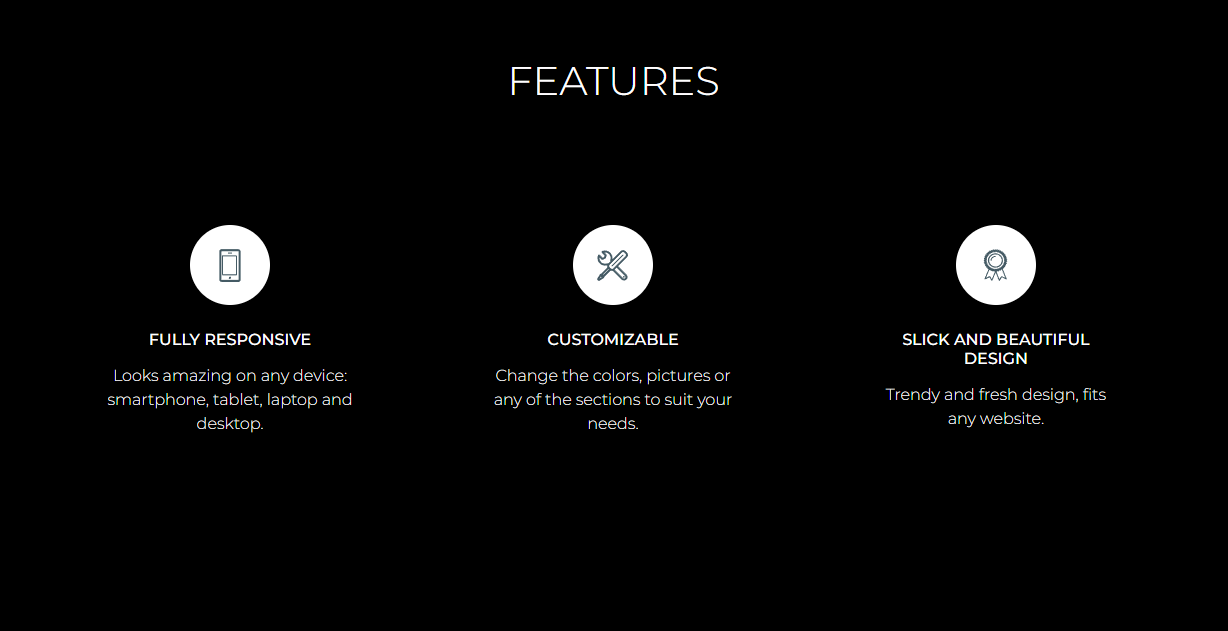 FEATURES
FULLY RESPONSIVE
Looks amazing on any device:
smartphone, tablet, laptop and
desktop.
CUSTOMIZABLE
Change the colors, pictures or
any of the sections to suit your
needs.
SLICK AND BEAUTIFUL
DESIGN
Trendy and fresh design, fits
any website.